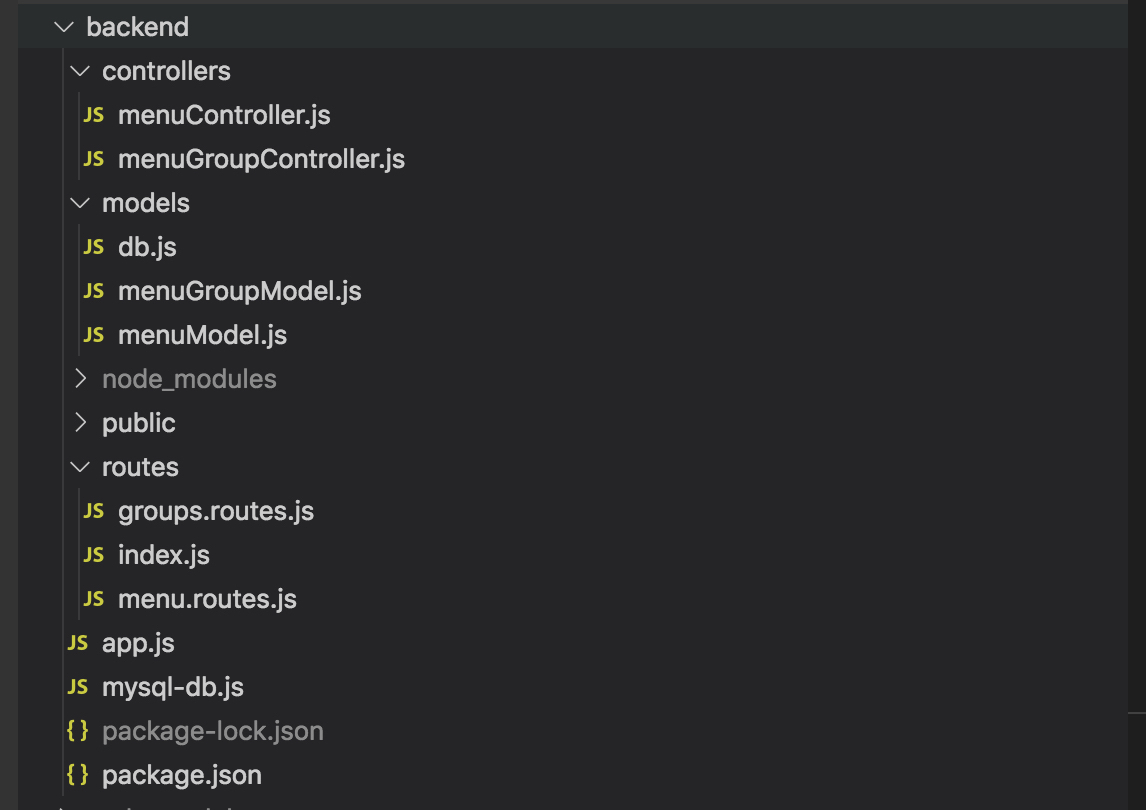 backend
controllers
JS menuController.js
JS menuGroupController.js
models
JS db.js
JS menuGroupModel.js
JS menuModel.js
node_modules
public
routes
JS groups.routes.js
JS index.js
JS menu.routes.js
JS app.js
JS mysql-db.js
{} package-lock.json
{} package.json